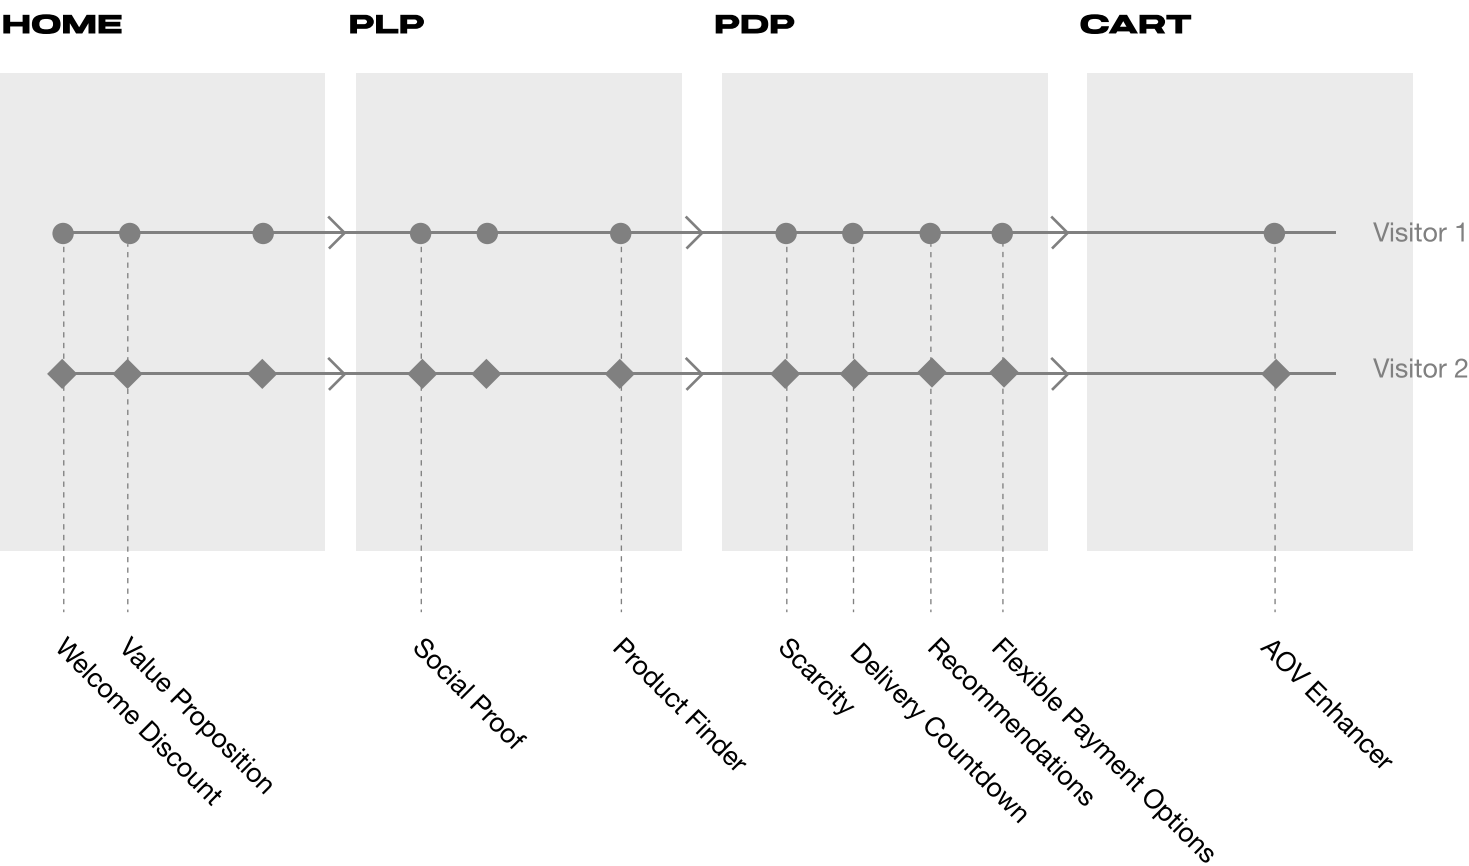 HOME
PLP
PDP
CART
Visitor 1
Visitor 2
Welcome Discount
Value Proposition
Social Proof
Product Finder
Scarcity
Delivery Countdown
Recommendations
Flexible Payment Options
AOV Enhancer